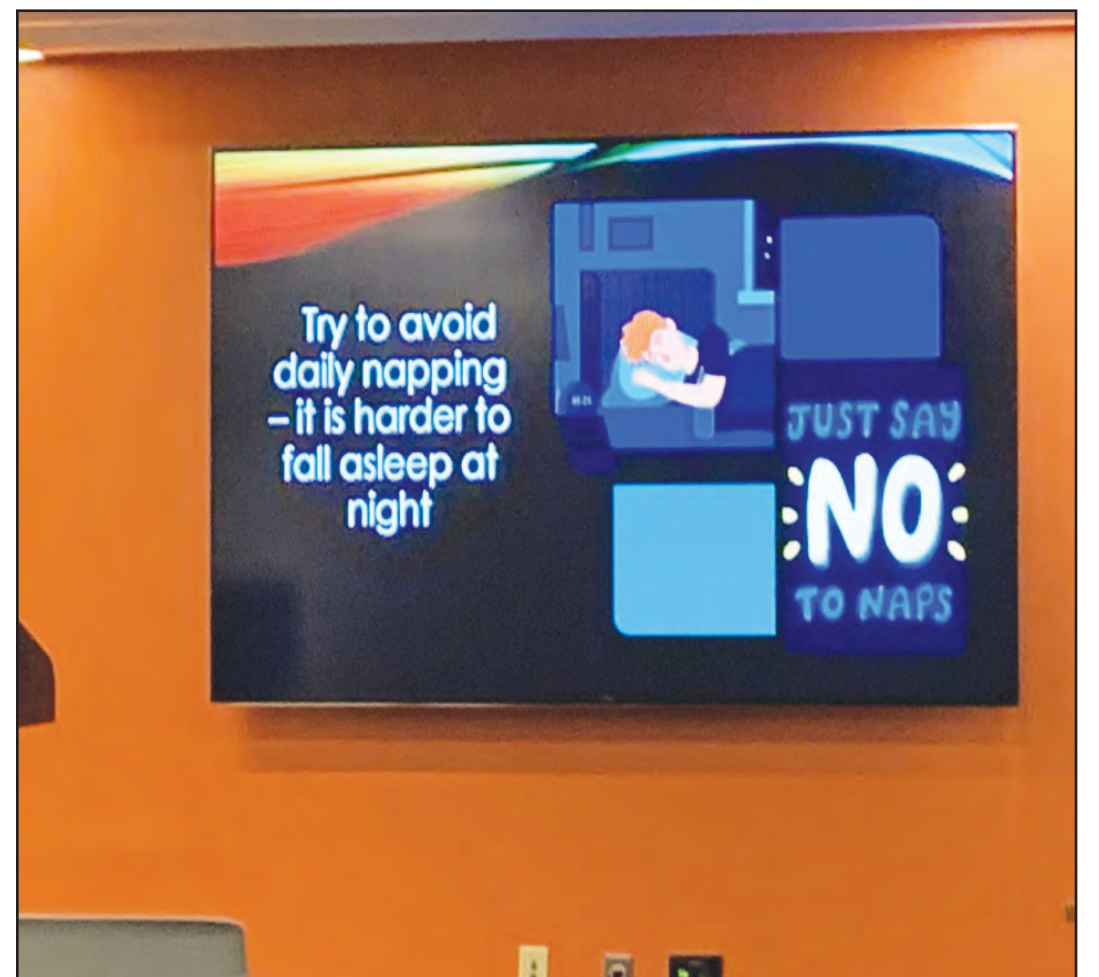 Try to avoid
daily napping
– it is harder to
fall asleep at
night
JUST SAY
NO
TO NAPS